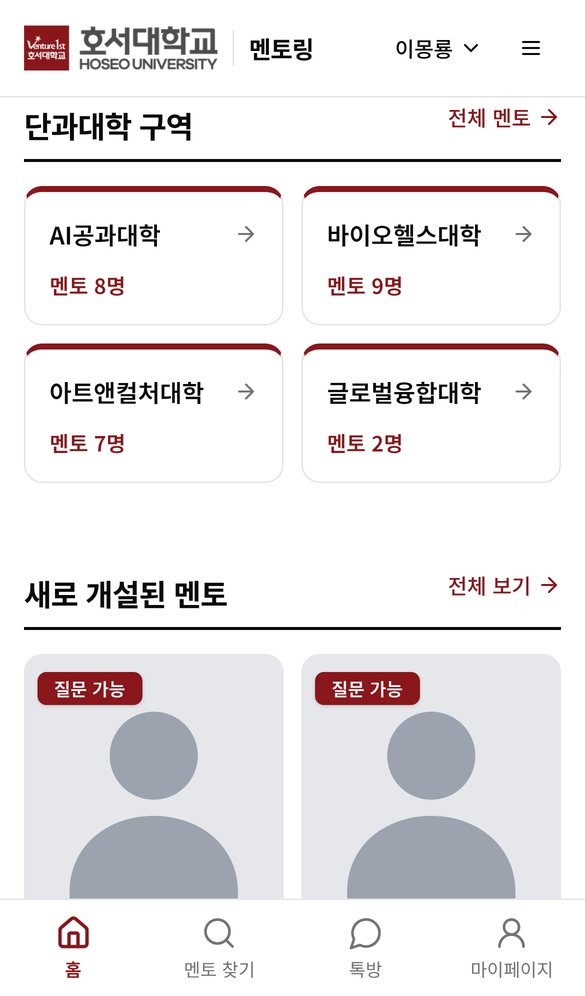 Venture 1st
호서대학교
호서대학교
HOSEO UNIVERSITY
멘토링
이몽룡
단과대학 구역
전체 멘토 →
AI공과대학 →
멘토 8명
바이오헬스대학 →
멘토 9명
아트앤컬처대학 →
멘토 7명
글로벌융합대학 →
멘토 2명
새로 개설된 멘토
전체 보기 →
질문 가능
질문 가능
홈
멘토 찾기
톡방
마이페이지